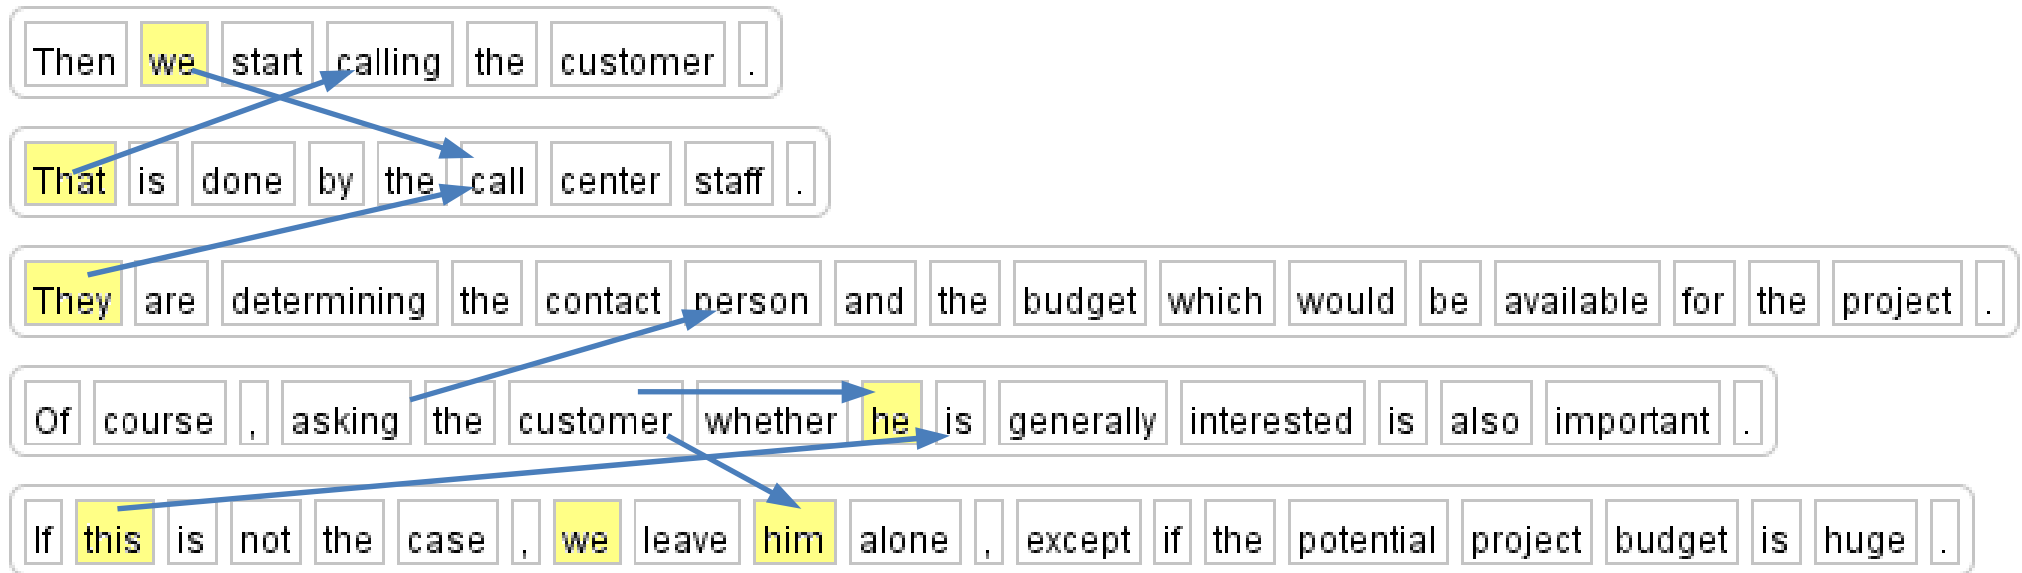 Then we start calling the customer .
That is done by the call center staff .
They are determining the contact person and the budget which would be available for the project .
Of course , asking the customer whether he is generally interested is also important .
If this is not the case , we leave him alone , except if the potential project budget is huge .